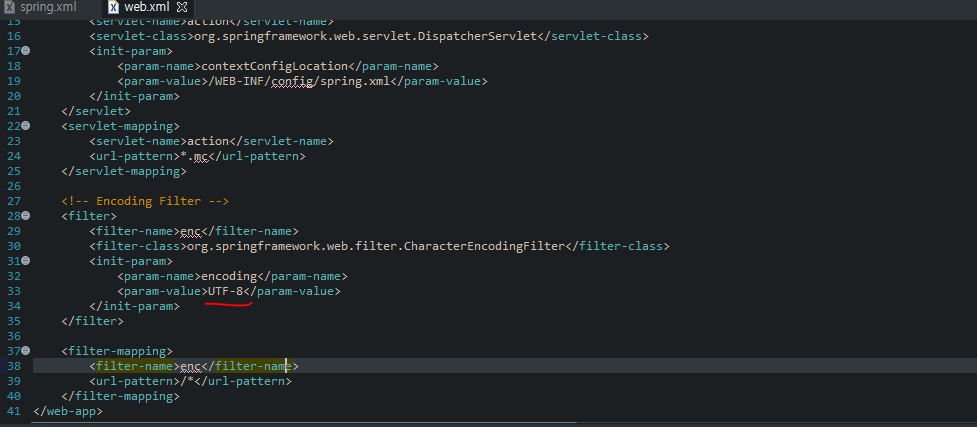 spring.xml web.xml
15 <servlet-name>action</servlet-name>
16 <servlet-class>org.springframework.web.servlet.DispatcherServlet</servlet-class>
17 <init-param>
18 <param-name>contextConfigLocation</param-name>
19 <param-value>/WEB-INF/config/spring.xml</param-value>
20 </init-param>
21 </servlet>
22 <servlet-mapping>
23 <servlet-name>action</servlet-name>
24 <url-pattern>*.mc</url-pattern>
25 </servlet-mapping>
26
27 <!-- Encoding Filter -->
28 <filter>
29 <filter-name>enc</filter-name>
30 <filter-class>org.springframework.web.filter.CharacterEncodingFilter</filter-class>
31 <init-param>
32 <param-name>encoding</param-name>
33 <param-value>UTF-8</param-value>
34 </init-param>
35 </filter>
36
37 <filter-mapping>
38 <filter-name>enc</filter-name>
39 <url-pattern>/*</url-pattern>
40 </filter-mapping>
41 </web-app>